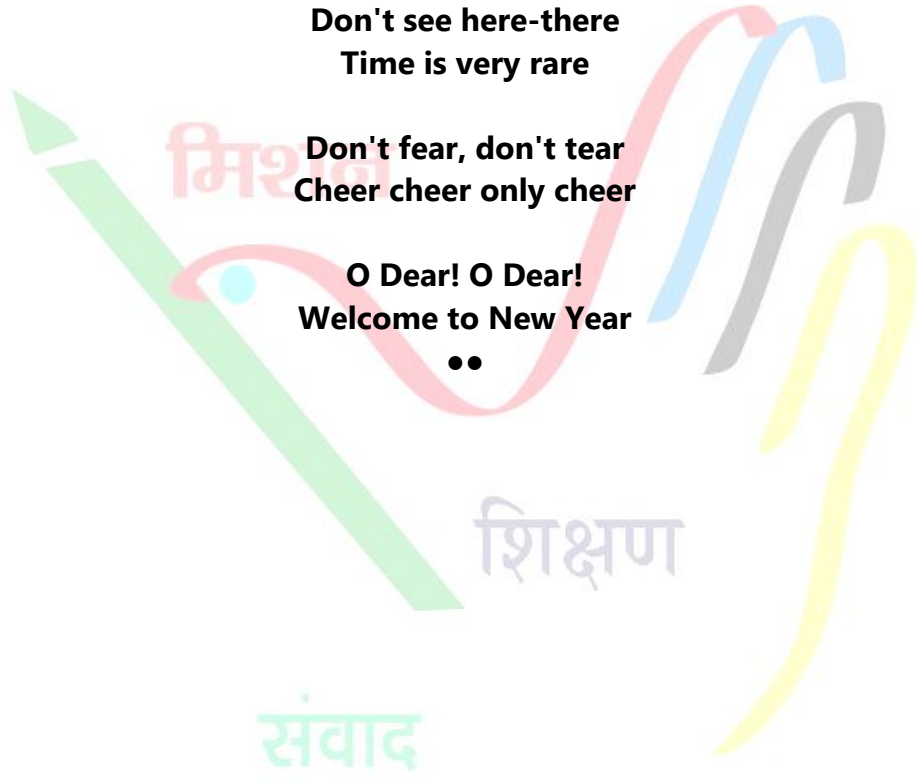 Don't see here-there
Time is very rare
Don't fear, don't tear
मिशन
Cheer cheer only cheer
O Dear! O Dear!
Welcome to New Year
●●
शिक्षण
संवाद